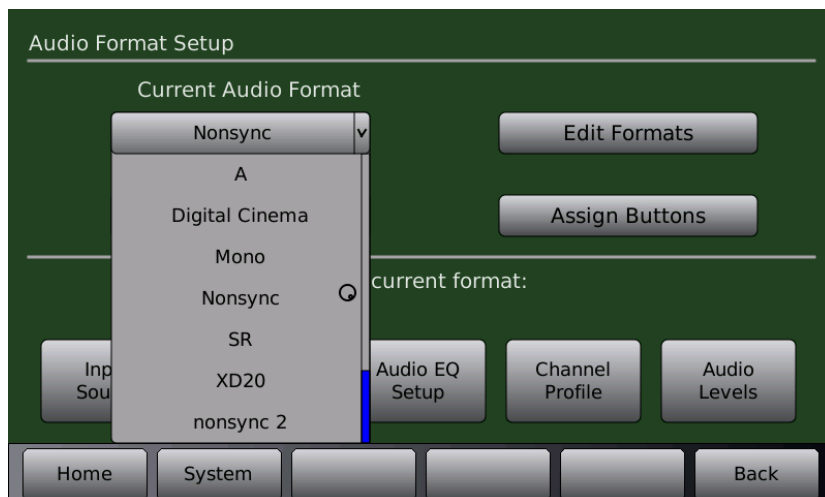 Audio Format Setup
Current Audio Format
Nonsync
Edit Formats
A
Digital Cinema
Assign Buttons
Mono
current format:
Nonsync
SR
Audio EQ
Setup
Channel
Profile
Audio
Levels
XD20
nonsync 2
Home
System
Back